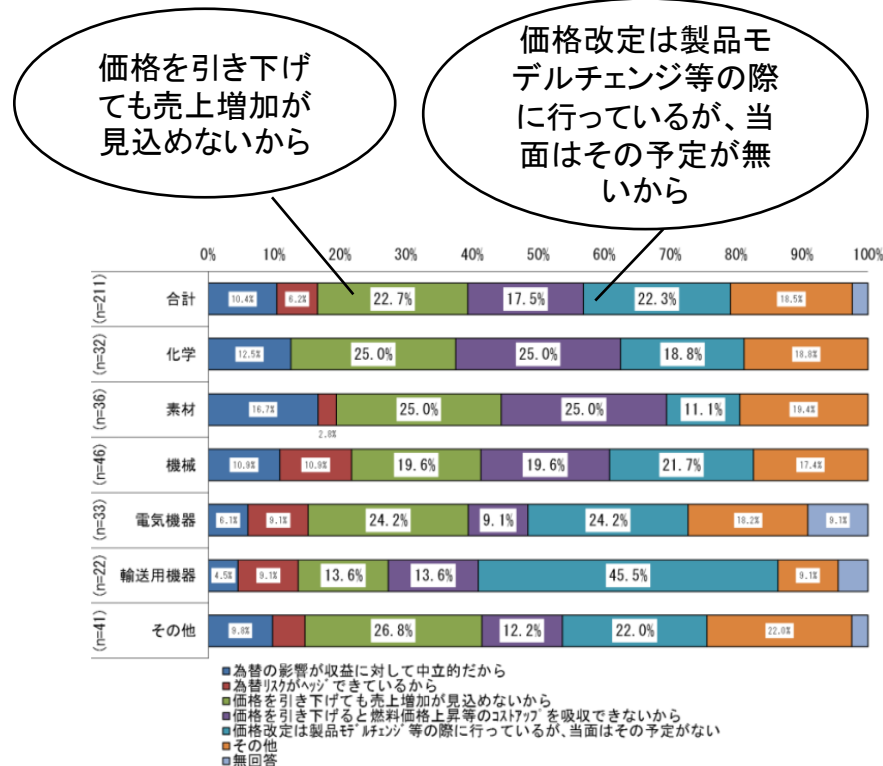 価格を引き下げ
ても売上増加が
見込めないから
価格改定は製品モ
デルチェンジ等の際
に行っているが、当
面はその予定が無
いから
0% 10% 20% 30% 40% 50% 60% 70% 80% 90% 100%
(n=211) 合計 10.4% 6.2% 22.7% 17.5% 22.3% 18.5%
(n=32) 化学 12.5% 25.0% 25.0% 18.8% 18.8%
(n=36) 素材 16.7% 2.8% 25.0% 25.0% 11.1% 19.4%
(n=46) 機械 10.9% 10.9% 19.6% 19.6% 21.7% 17.4%
(n=33) 電気機器 6.1% 9.1% 24.2% 9.1% 24.2% 18.2% 9.1%
(n=22) 輸送用機器 4.5% 9.1% 13.6% 13.6% 45.5% 9.1%
(n=41) その他 9.8% 26.8% 12.2% 22.0% 22.0%
為替の影響が収益に対して中立的だから
為替リスクがヘッジできているから
価格を引き下げても売上増加が見込めないから
価格を引き下げると燃料価格上昇等のコストアップを吸収できないから
価格改定は製品モデルチェンジ等の際に行っているが、当面はその予定がない
その他
無回答